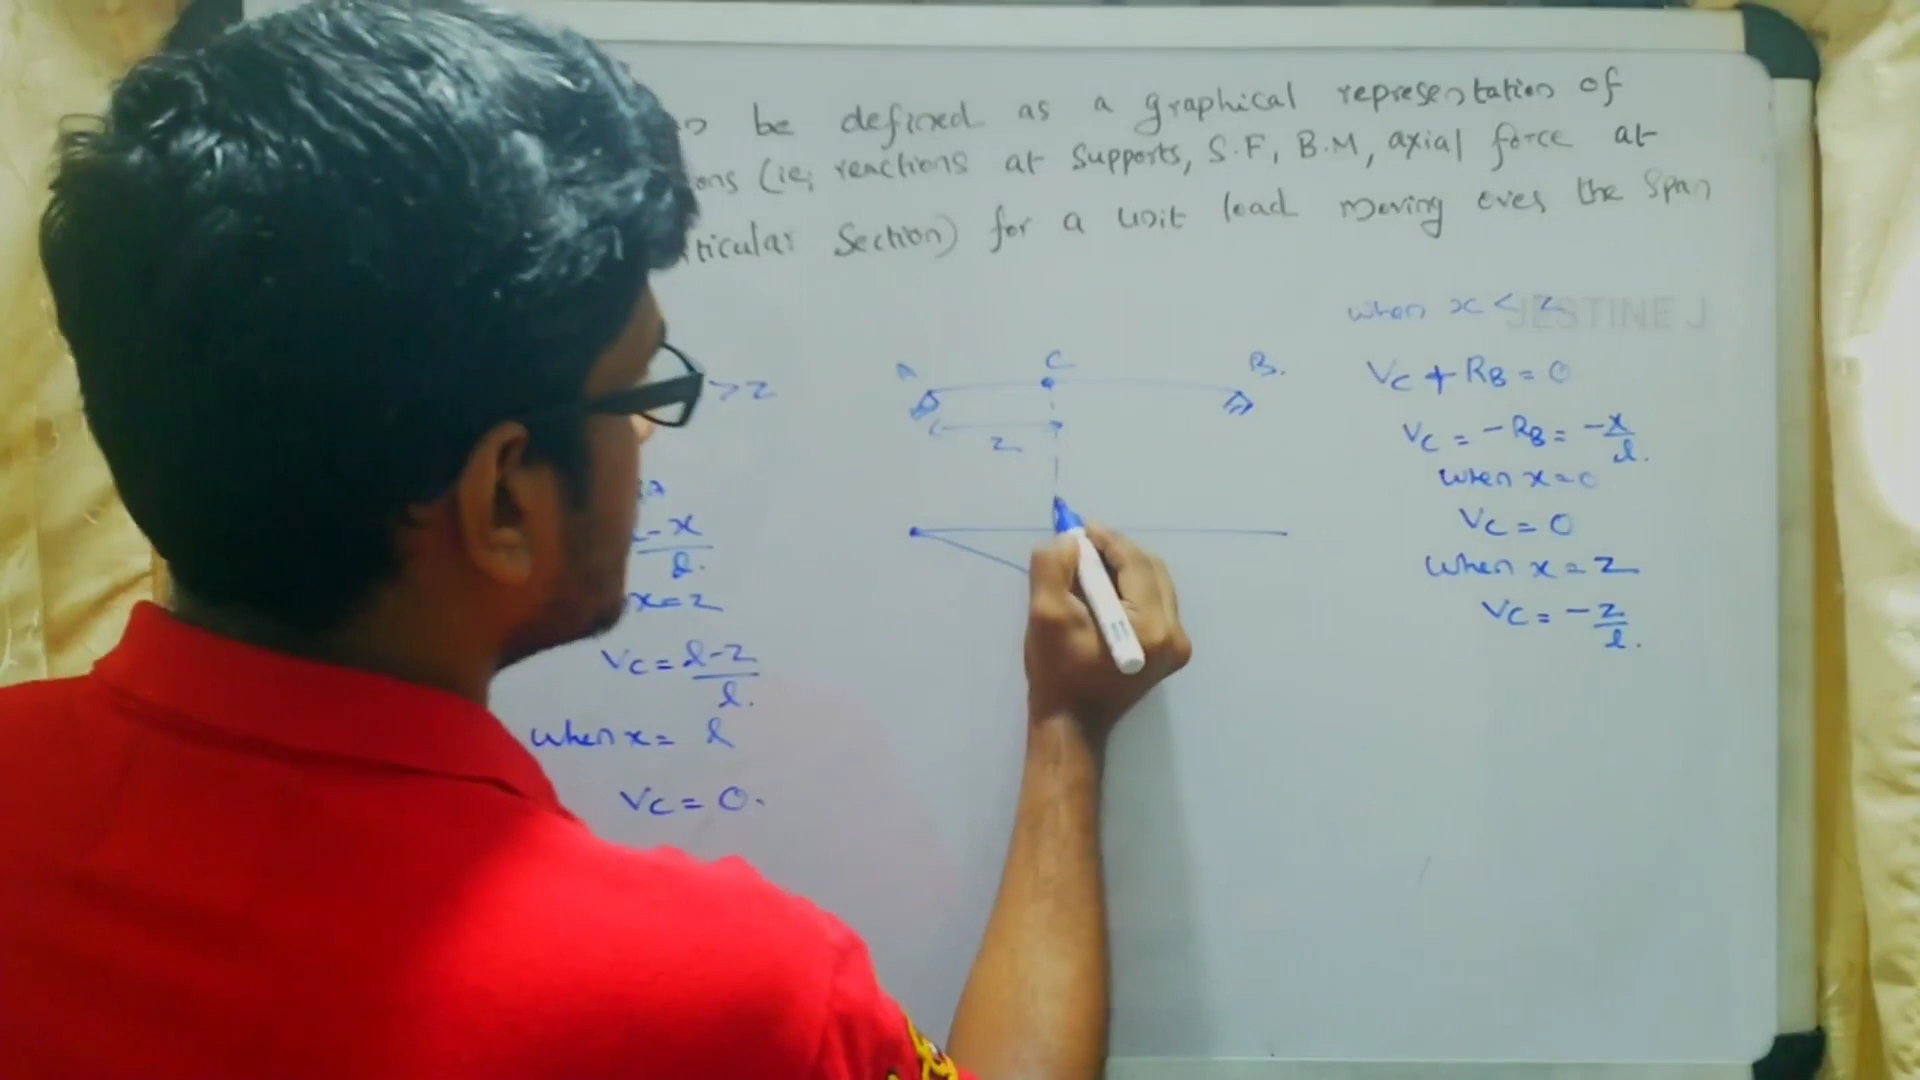 be defined as a graphical representation of
ons (ie; reactions at supports, S.F, B.M, axial force at
ticular Section) for a unit load moving over the span
JESTINE J
> z
-x
l.
x=z
Vc = l-z
l.
when x = l
Vc = 0.
A C B.
z
when x < z
Vc + RB = 0
Vc = -RB = -x
l.
when x=0
Vc = 0
when x = z
Vc = -z
l.